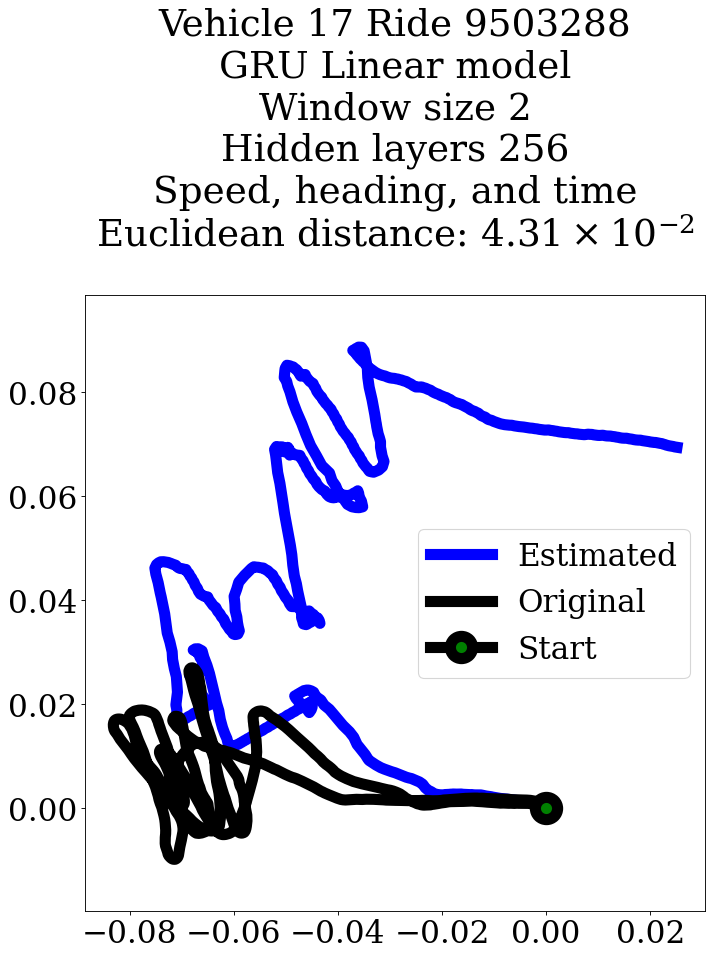 Vehicle 17 Ride 9503288
GRU Linear model
Window size 2
Hidden layers 256
Speed, heading, and time
Euclidean distance: 4.31 × 10⁻²
0.08
0.06
0.04
0.02
0.00
Estimated
Original
Start
−0.08 −0.06 −0.04 −0.02 0.00 0.02